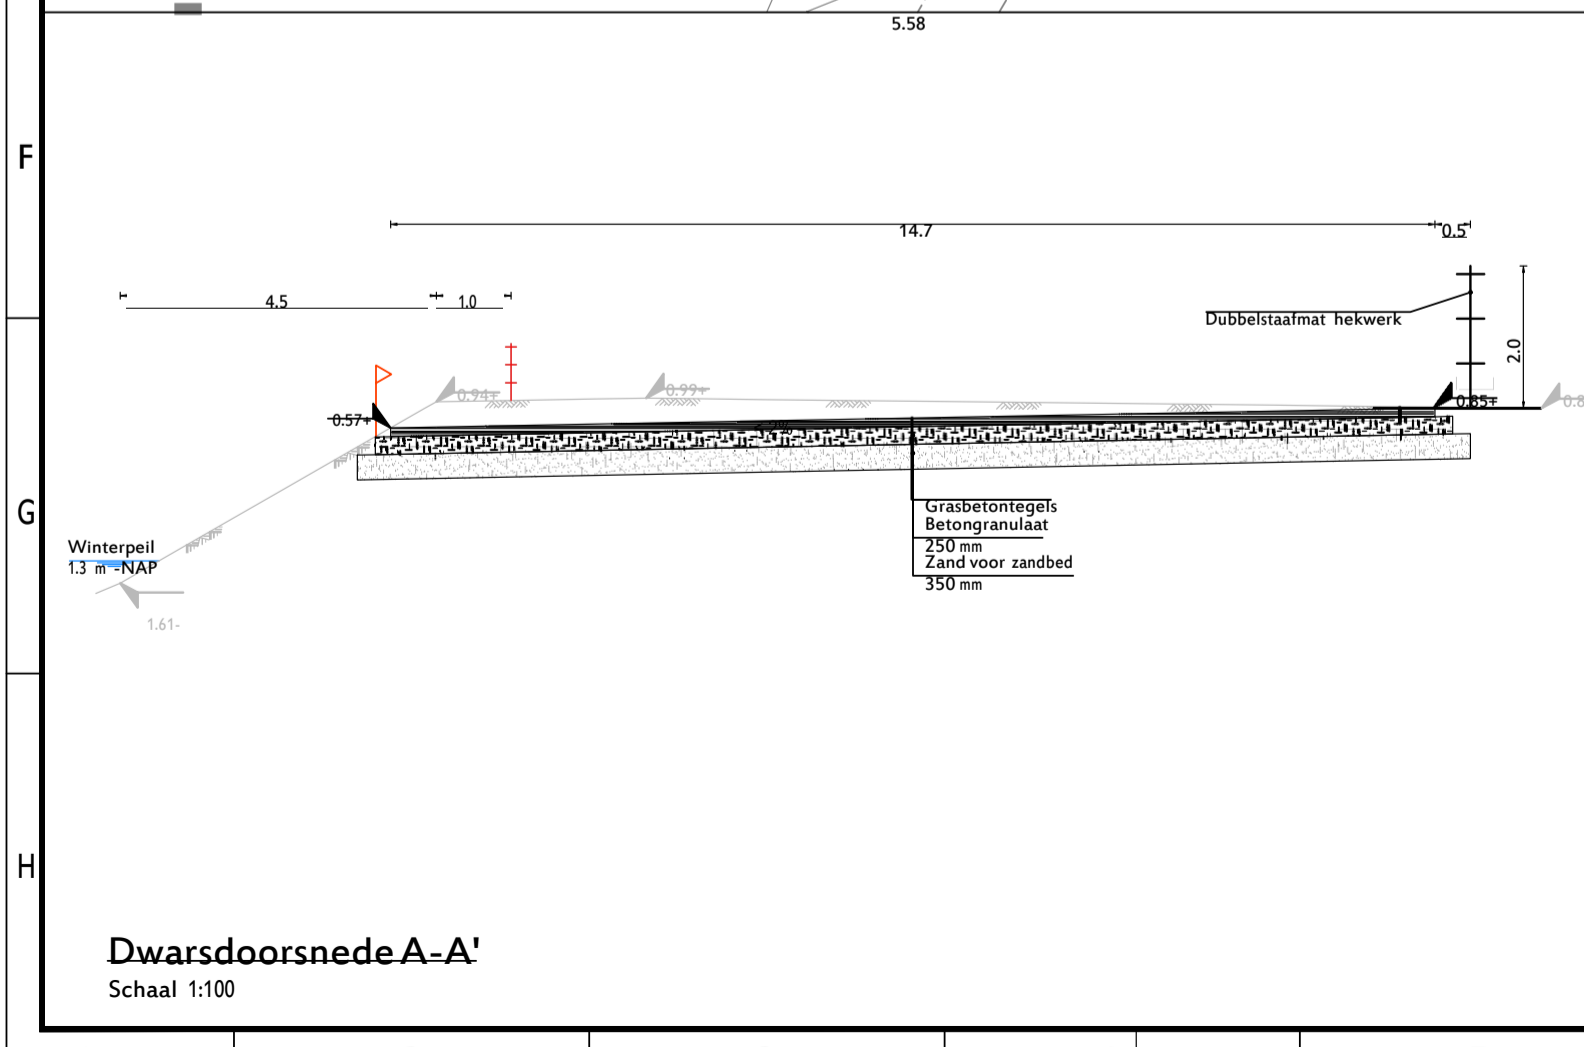 5.58
F
14.7
0.5
4.5
1.0
Dubbelstaafmat hekwerk
2.0
0.94+
0.99+
0.85+
0.8
0.57+
G
Grasbetontegels
Betongranulaat
250 mm
Zand voor zandbed
350 mm
Winterpeil
1.3 m -NAP
1.61-
H
Dwarsdoorsnede A-A'
Schaal 1:100